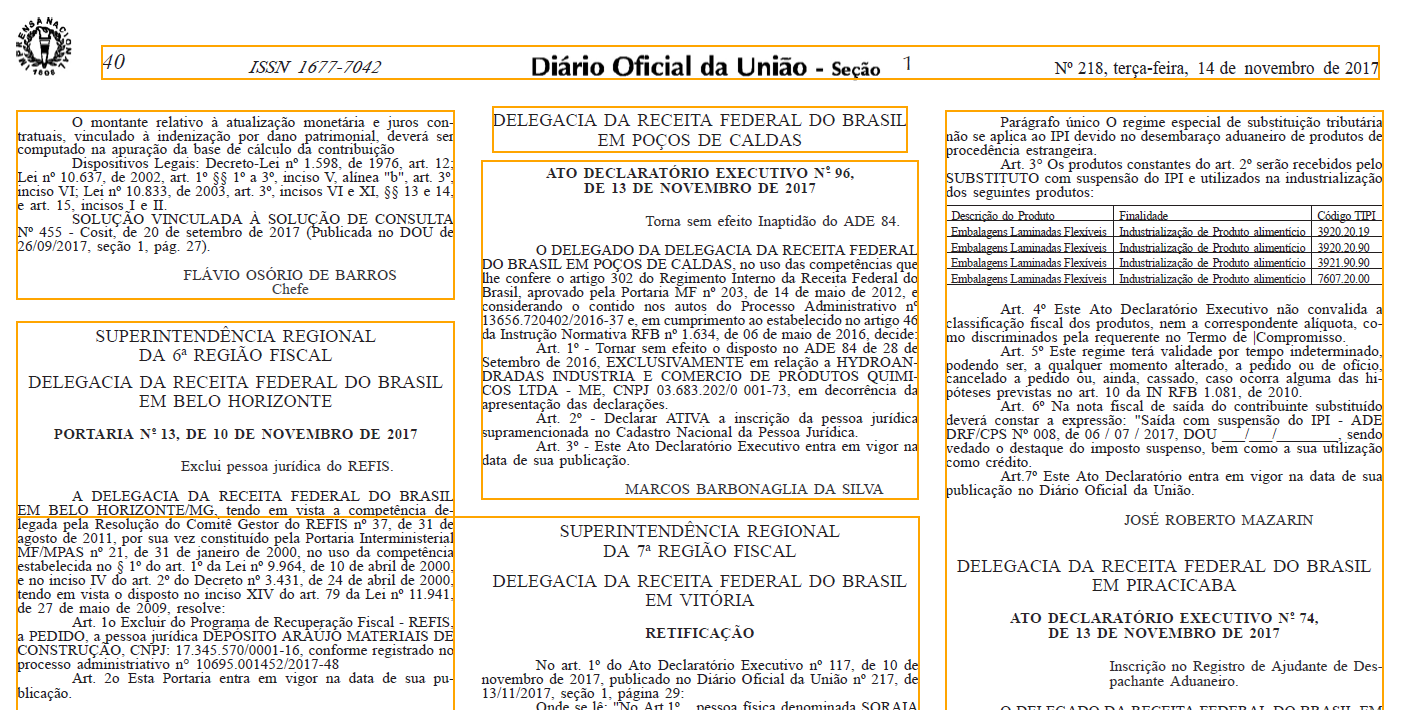 IMPRENSA NACIONAL
1808
40 ISSN 1677-7042 Diário Oficial da União - Seção 1 Nº 218, terça-feira, 14 de novembro de 2017
O montante relativo à atualização monetária e juros con-
tratuais, vinculado à indenização por dano patrimonial, deverá ser
computado na apuração da base de cálculo da contribuição
Dispositivos Legais: Decreto-Lei nº 1.598, de 1976, art. 12;
Lei nº 10.637, de 2002, art. 1º §§ 1º a 3º, inciso V, alínea "b", art. 3º,
inciso VI; Lei nº 10.833, de 2003, art. 3º, incisos VI e XI, §§ 13 e 14,
e art. 15, incisos I e II.
SOLUÇÃO VINCULADA À SOLUÇÃO DE CONSULTA
Nº 455 - Cosit, de 20 de setembro de 2017 (Publicada no DOU de
26/09/2017, seção 1, pág. 27).
FLÁVIO OSÓRIO DE BARROS
Chefe
SUPERINTENDÊNCIA REGIONAL
DA 6ª REGIÃO FISCAL
DELEGACIA DA RECEITA FEDERAL DO BRASIL
EM BELO HORIZONTE
PORTARIA Nº 13, DE 10 DE NOVEMBRO DE 2017
Exclui pessoa jurídica do REFIS.
A DELEGACIA DA RECEITA FEDERAL DO BRASIL
EM BELO HORIZONTE/MG, tendo em vista a competência de-
legada pela Resolução do Comitê Gestor do REFIS nº 37, de 31 de
agosto de 2011, por sua vez constituído pela Portaria Interministerial
MF/MPAS nº 21, de 31 de janeiro de 2000, no uso da competência
estabelecida no § 1º do art. 1º da Lei nº 9.964, de 10 de abril de 2000,
e no inciso IV do art. 2º do Decreto nº 3.431, de 24 de abril de 2000,
tendo em vista o disposto no inciso XIV do art. 79 da Lei nº 11.941,
de 27 de maio de 2009, resolve:
Art. 1o Excluir do Programa de Recuperação Fiscal - REFIS,
a PEDIDO, a pessoa jurídica DEPÓSITO ARAÚJO MATERIAIS DE
CONSTRUÇÃO, CNPJ: 17.345.570/0001-16, conforme registrado no
processo administriativo n° 10695.001452/2017-48
Art. 2o Esta Portaria entra em vigor na data de sua pu-
blicação.
DELEGACIA DA RECEITA FEDERAL DO BRASIL
EM POÇOS DE CALDAS
ATO DECLARATÓRIO EXECUTIVO Nº 96,
DE 13 DE NOVEMBRO DE 2017
Torna sem efeito Inaptidão do ADE 84.
O DELEGADO DA DELEGACIA DA RECEITA FEDERAL
DO BRASIL EM POÇOS DE CALDAS, no uso das competências que
lhe confere o artigo 302 do Regimento Interno da Receita Federal do
Brasil, aprovado pela Portaria MF nº 203, de 14 de maio de 2012, e
considerando o contido nos autos do Processo Administrativo nº
13656.720402/2016-37 e, em cumprimento ao estabelecido no artigo 46
da Instrução Normativa RFB nº 1.634, de 06 de maio de 2016, decide:
Art. 1º - Tornar sem efeito o disposto no ADE 84 de 28 de
Setembro de 2016, EXCLUSIVAMENTE em relação a HYDROAN-
DRADAS INDUSTRIA E COMERCIO DE PRODUTOS QUIMI-
COS LTDA - ME, CNPJ 03.683.202/0 001-73, em decorrência da
apresentação das declarações.
Art. 2º - Declarar ATIVA a inscrição da pessoa jurídica
supramencionada no Cadastro Nacional da Pessoa Jurídica.
Art. 3º - Este Ato Declaratório Executivo entra em vigor na
data de sua publicação.
MARCOS BARBONAGLIA DA SILVA
SUPERINTENDÊNCIA REGIONAL
DA 7ª REGIÃO FISCAL
DELEGACIA DA RECEITA FEDERAL DO BRASIL
EM VITÓRIA
RETIFICAÇÃO
No art. 1º do Ato Declaratório Executivo nº 117, de 10 de
novembro de 2017, publicado no Diário Oficial da União nº 217, de
13/11/2017, seção 1, página 29:
Onde se lê: "No Art.1º... pessoa física denominada SORAIA
Parágrafo único O regime especial de substituição tributária
não se aplica ao IPI devido no desembaraço aduaneiro de produtos de
procedência estrangeira.
Art. 3° Os produtos constantes do art. 2º serão recebidos pelo
SUBSTITUTO com suspensão do IPI e utilizados na industrialização
dos seguintes produtos:
Descrição do Produto Finalidade Código TIPI
Embalagens Laminadas Flexíveis Industrialização de Produto alimentício 3920.20.19
Embalagens Laminadas Flexíveis Industrialização de Produto alimentício 3920.20.90
Embalagens Laminadas Flexíveis Industrialização de Produto alimentício 3921.90.90
Embalagens Laminadas Flexíveis Industrialização de Produto alimentício 7607.20.00
Art. 4º Este Ato Declaratório Executivo não convalida a
classificação fiscal dos produtos, nem a correspondente alíquota, co-
mo discriminados pela requerente no Termo de |Compromisso.
Art. 5º Este regime terá validade por tempo indeterminado,
podendo ser, a qualquer momento alterado, a pedido ou de ofício,
cancelado a pedido ou, ainda, cassado, caso ocorra alguma das hi-
póteses previstas no art. 10 da IN RFB 1.081, de 2010.
Art. 6º Na nota fiscal de saída do contribuinte substituído
deverá constar a expressão: "Saída com suspensão do IPI - ADE
DRF/CPS Nº 008, de 06 / 07 / 2017, DOU ___/___/________, sendo
vedado o destaque do imposto suspenso, bem como a sua utilização
como crédito.
Art.7º Este Ato Declaratório entra em vigor na data de sua
publicação no Diário Oficial da União.
JOSÉ ROBERTO MAZARIN
DELEGACIA DA RECEITA FEDERAL DO BRASIL
EM PIRACICABA
ATO DECLARATÓRIO EXECUTIVO Nº 74,
DE 13 DE NOVEMBRO DE 2017
Inscrição no Registro de Ajudante de Des-
pachante Aduaneiro.
O DELEGADO DA RECEITA FEDERAL DO BRASIL EM